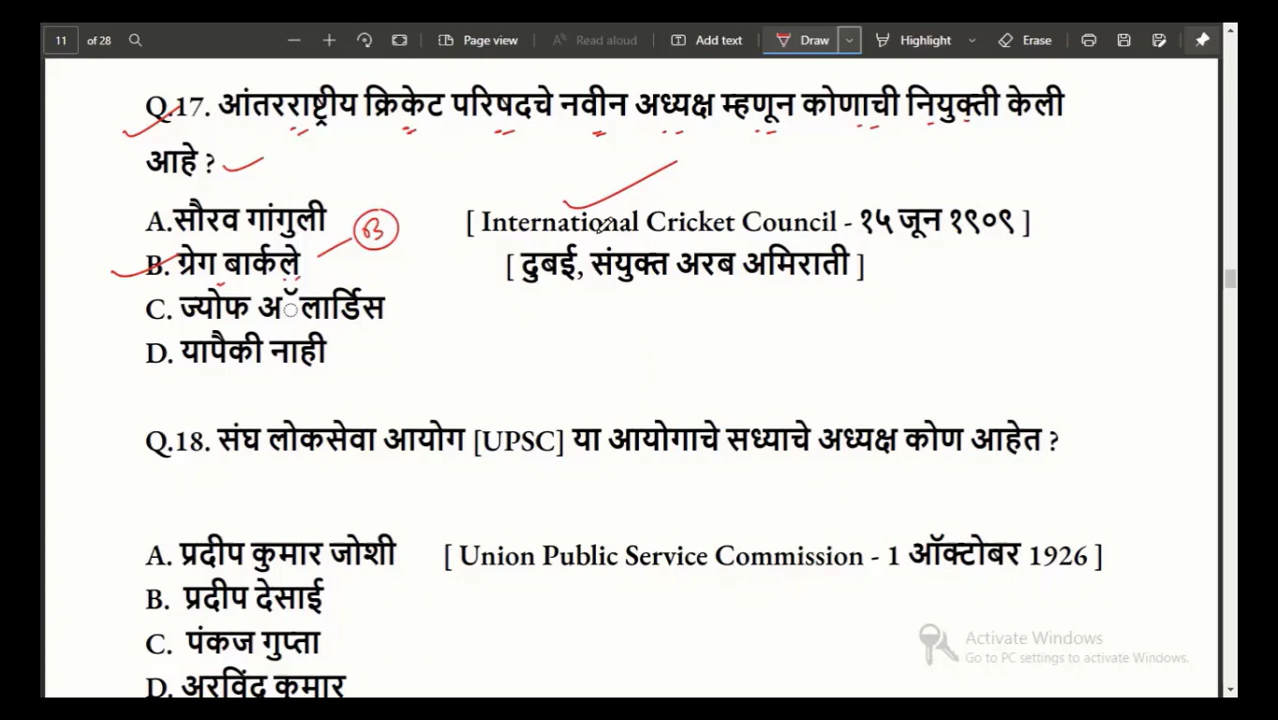 11 of 28 Page view Read aloud Add text Draw Highlight Erase
Q.17. आंतरराष्ट्रीय क्रिकेट परिषदचे नवीन अध्यक्ष म्हणून कोणाची नियुक्ती केली
आहे ?
A.सौरव गांगुली [ International Cricket Council - १५ जून १९०९ ]
B
B. ग्रेग बार्कले [ दुबई, संयुक्त अरब अमिराती ]
C. ज्योफ अॅलार्डिस
D. यापैकी नाही
Q.18. संघ लोकसेवा आयोग [UPSC] या आयोगाचे सध्याचे अध्यक्ष कोण आहेत ?
A. प्रदीप कुमार जोशी [ Union Public Service Commission - 1 ऑक्टोबर 1926 ]
B. प्रदीप देसाई
C. पंकज गुप्ता
D. अरविंद कुमार
Activate Windows
Go to PC settings to activate Windows.